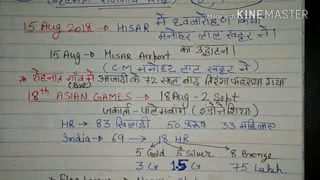 KINEMASTER
15 Aug 2018 → HISAR में ध्वजारोहण किया गया
मनोहर लाल खट्टर ने।
15 Aug → Hisar Airport का उद्घाटन।
(C.M मनोहर लाल खट्टर ने)
* रोहनात गांव में आजादी के 72 साल बाद तिरंगा फहराया गया
18th ASIAN GAMES → 18 Aug - 2 Sept
जकार्ता - पालेमबांग (इंडोनेशिया)
HR → 83 खिलाड़ी 50 पुरुष 33 महिलाएं
India → 69 → 18 HR
5 Gold 5 Silver 8 Bronze
3 Cr 1.5 Cr 75 Lakh